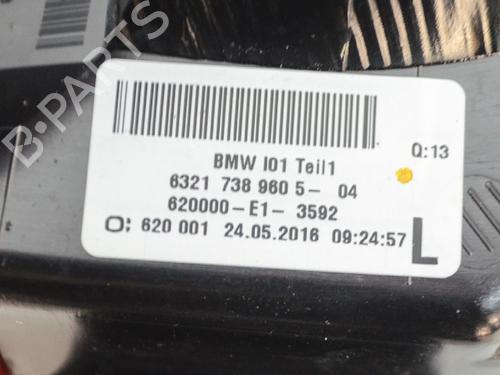 B-PARTS
BMW I01 Teil1
Q:13
6321 738 960 5- 04
620000-E1- 3592
O: 620 001 24.05.2016 09:24:57
L